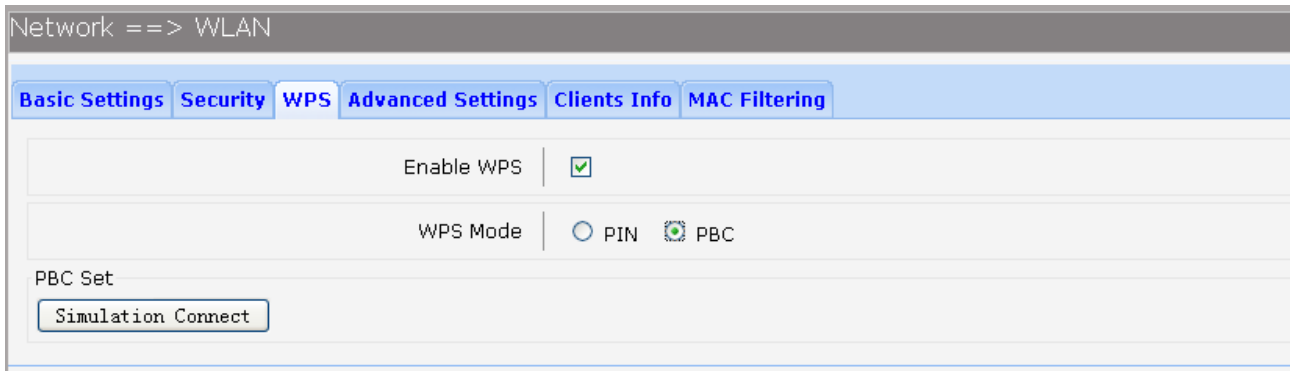 Network ==> WLAN
Basic Settings Security WPS Advanced Settings Clients Info MAC Filtering
Enable WPS
WPS Mode PIN PBC
PBC Set
Simulation Connect